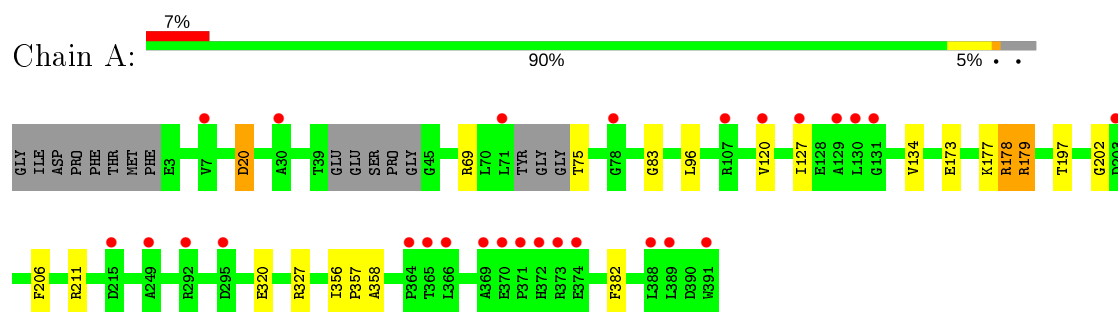 7%
Chain A:
90% 5% • •
GLY ILE ASP PRO PHE THR MET PHE E3 V7 D20 A30 T39 GLU GLU SER PRO GLY G45 R69 L70 L71 TYR GLY GLY T75 G78 G83 L96 R107 V120 I127 E128 A129 L130 G131 V134 E173 K177 R178 R179 T197 G202 D203
F206 R211 D215 A249 R292 D295 E320 R327 I356 P357 A358 P364 T365 L366 A369 E370 P371 H372 R373 E374 F382 L388 L389 D390 W391